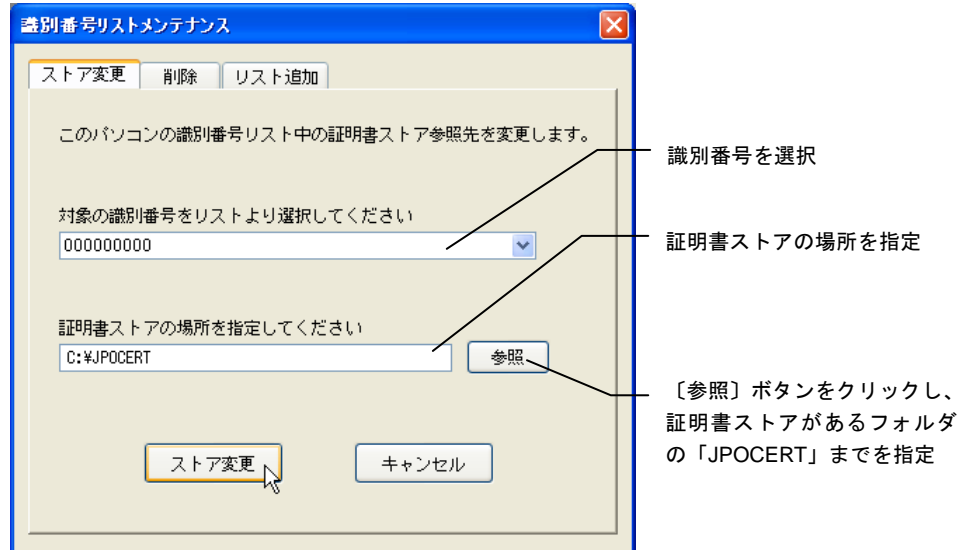 識別番号リストメンテナンス
ストア変更 削除 リスト追加
このパソコンの識別番号リスト中の証明書ストア参照先を変更します。
識別番号を選択
対象の識別番号をリストより選択してください
000000000
証明書ストアの場所を指定
証明書ストアの場所を指定してください
C:¥JPOCERT
参照
〔参照〕ボタンをクリックし、
証明書ストアがあるフォルダ
の「JPOCERT」までを指定
ストア変更 キャンセル